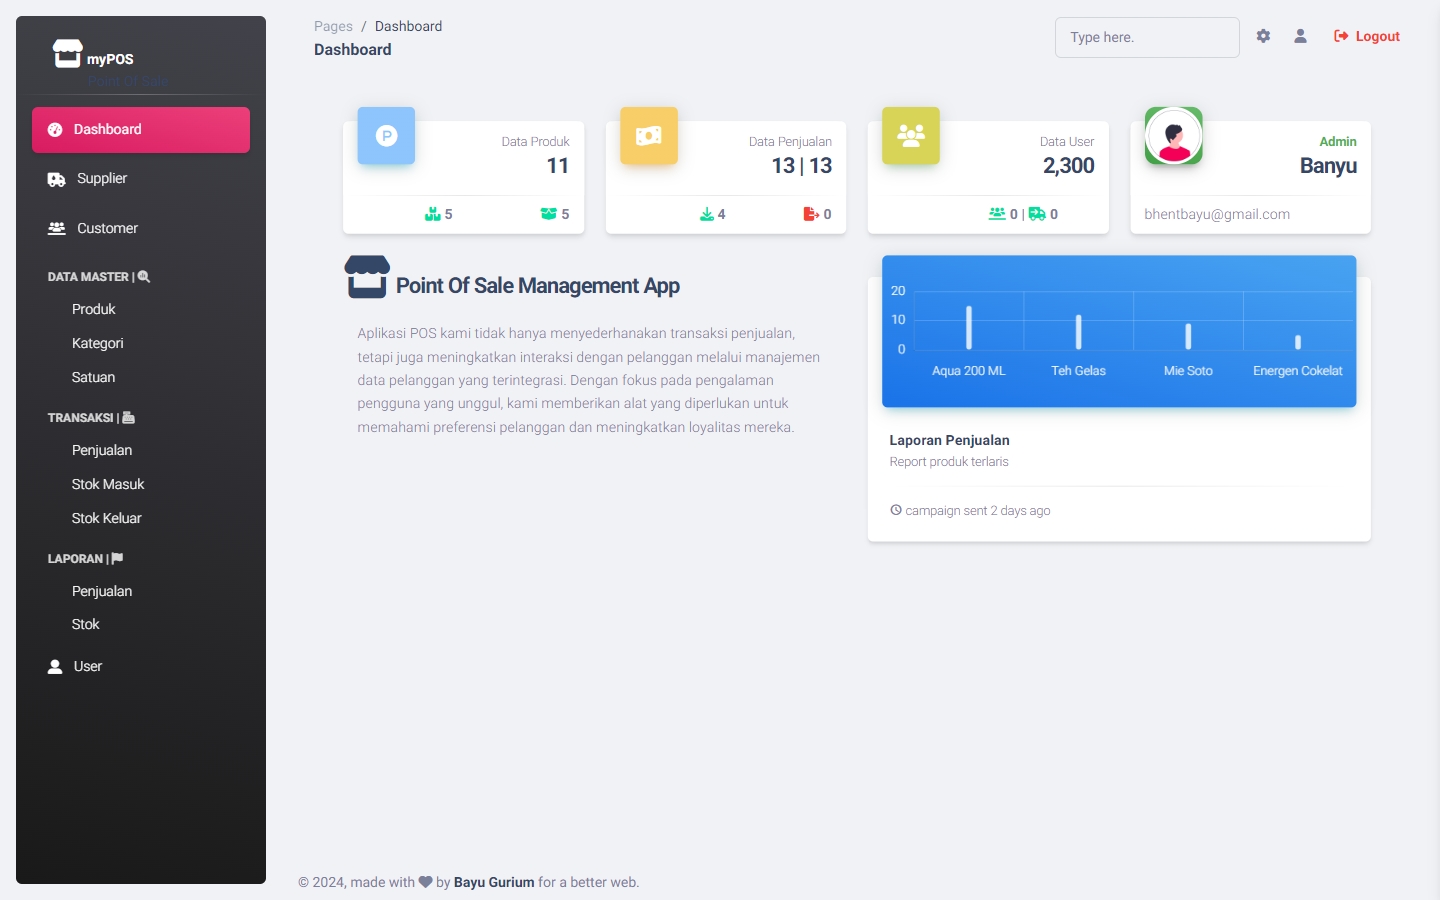 myPOS
Point Of Sale
Dashboard
Supplier
Customer
DATA MASTER |
Produk
Kategori
Satuan
TRANSAKSI |
Penjualan
Stok Masuk
Stok Keluar
LAPORAN |
Penjualan
Stok
User
Pages / Dashboard
Dashboard
Type here.
Logout
P
Data Produk
11
5 5
Data Penjualan
13 | 13
4 0
Data User
2,300
0 | 0
Admin
Banyu
bhentbayu@gmail.com
Point Of Sale Management App
Aplikasi POS kami tidak hanya menyederhanakan transaksi penjualan,
tetapi juga meningkatkan interaksi dengan pelanggan melalui manajemen
data pelanggan yang terintegrasi. Dengan fokus pada pengalaman
pengguna yang unggul, kami memberikan alat yang diperlukan untuk
memahami preferensi pelanggan dan meningkatkan loyalitas mereka.
20
10
0
Aqua 200 ML Teh Gelas Mie Soto Energen Cokelat
Laporan Penjualan
Report produk terlaris
campaign sent 2 days ago
© 2024, made with by Bayu Gurium for a better web.